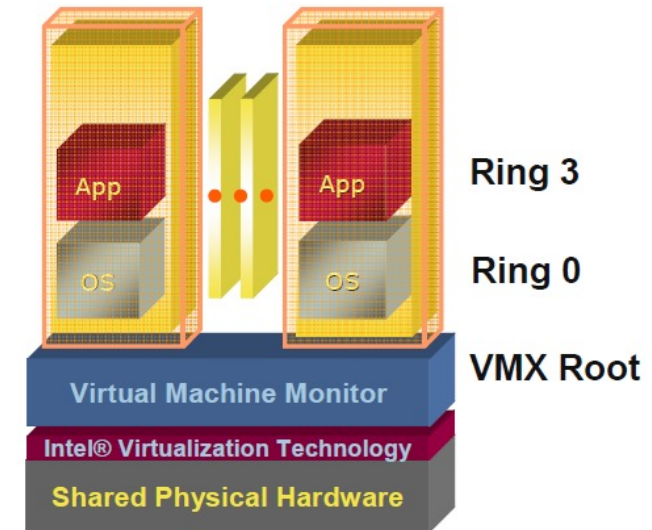 App
App
Ring 3
OS
OS
Ring 0
VMX Root
Virtual Machine Monitor
Intel® Virtualization Technology
Shared Physical Hardware